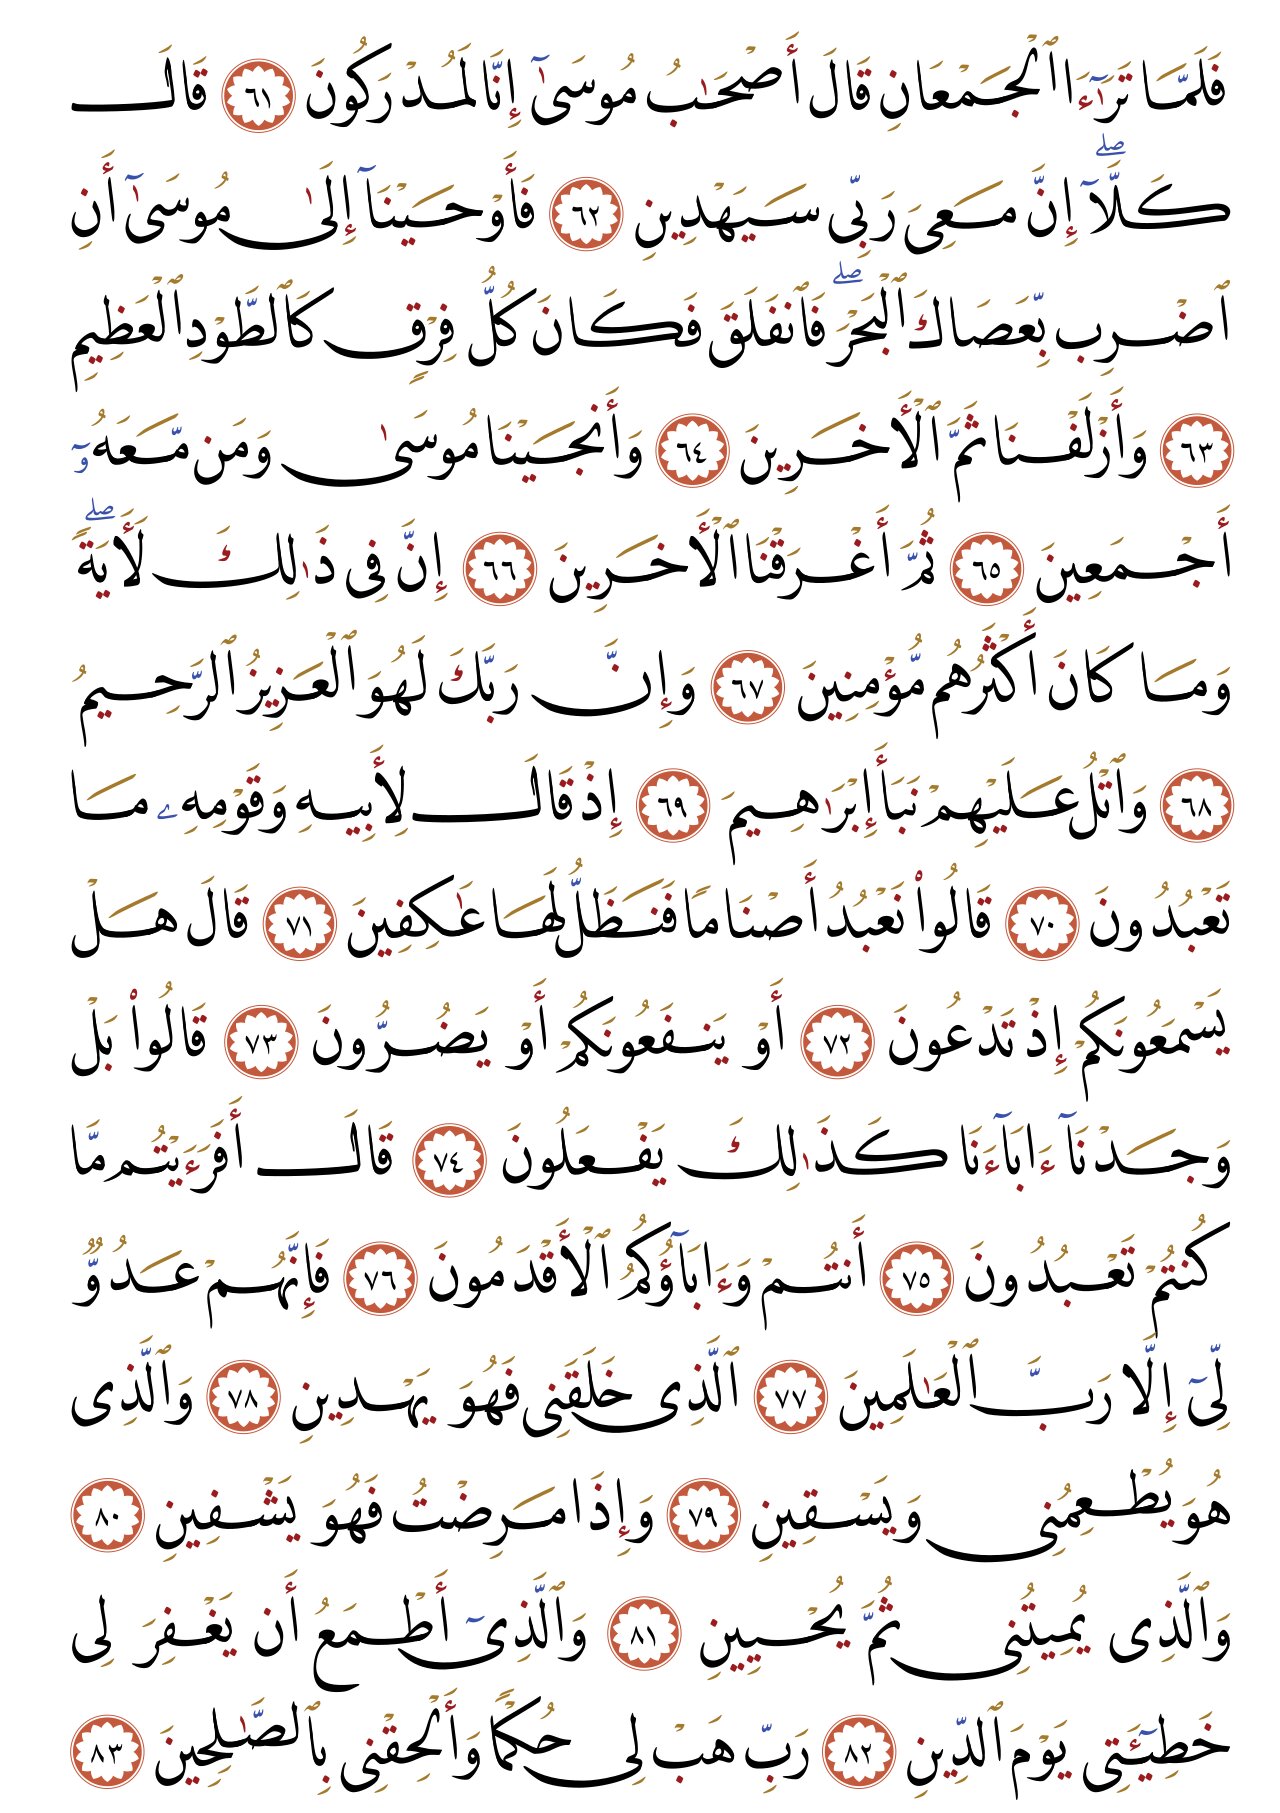 فَلَمَّا تَرَٰٓءَا ٱلْجَمْعَانِ قَالَ أَصْحَٰبُ مُوسَىٰٓ إِنَّا لَمُدْرَكُونَ ٦١ قَالَ
كَلَّآ ۖ إِنَّ مَعِىَ رَبِّى سَيَهْدِينِ ٦٢ فَأَوْحَيْنَآ إِلَىٰ مُوسَىٰٓ أَنِ
ٱضْرِب بِّعَصَاكَ ٱلْبَحْرَ ۖ فَٱنفَلَقَ فَكَانَ كُلُّ فِرْقٍ كَٱلطَّوْدِ ٱلْعَظِيمِ
٦٣ وَأَزْلَفْنَا ثَمَّ ٱلْأَخَرِينَ ٦٤ وَأَنجَيْنَا مُوسَىٰ وَمَن مَّعَهُۥٓ
أَجْمَعِينَ ٦٥ ثُمَّ أَغْرَقْنَا ٱلْأَخَرِينَ ٦٦ إِنَّ فِى ذَٰلِكَ لَأَيَةً ۖ
وَمَا كَانَ أَكْثَرُهُم مُّؤْمِنِينَ ٦٧ وَإِنَّ رَبَّكَ لَهُوَ ٱلْعَزِيزُ ٱلرَّحِيمُ
٦٨ وَٱتْلُ عَلَيْهِمْ نَبَأَ إِبْرَٰهِيمَ ٦٩ إِذْ قَالَ لِأَبِيهِ وَقَوْمِهِۦ مَا
تَعْبُدُونَ ٧٠ قَالُوا۟ نَعْبُدُ أَصْنَامًا فَنَظَلُّ لَهَا عَٰكِفِينَ ٧١ قَالَ هَلْ
يَسْمَعُونَكُمْ إِذْ تَدْعُونَ ٧٢ أَوْ يَنفَعُونَكُمْ أَوْ يَضُرُّونَ ٧٣ قَالُوا۟ بَلْ
وَجَدْنَآ ءَابَآءَنَا كَذَٰلِكَ يَفْعَلُونَ ٧٤ قَالَ أَفَرَءَيْتُم مَّا
كُنتُمْ تَعْبُدُونَ ٧٥ أَنتُمْ وَءَابَآؤُكُمُ ٱلْأَقْدَمُونَ ٧٦ فَإِنَّهُمْ عَدُوٌّ
لِّىٓ إِلَّا رَبَّ ٱلْعَٰلَمِينَ ٧٧ ٱلَّذِى خَلَقَنِى فَهُوَ يَهْدِينِ ٧٨ وَٱلَّذِى
هُوَ يُطْعِمُنِى وَيَسْقِينِ ٧٩ وَإِذَا مَرِضْتُ فَهُوَ يَشْفِينِ ٨٠
وَٱلَّذِى يُمِيتُنِى ثُمَّ يُحْيِينِ ٨١ وَٱلَّذِىٓ أَطْمَعُ أَن يَغْفِرَ لِى
خَطِيٓـَٔتِى يَوْمَ ٱلدِّينِ ٨٢ رَبِّ هَبْ لِى حُكْمًا وَأَلْحِقْنِى بِٱلصَّٰلِحِينَ ٨٣